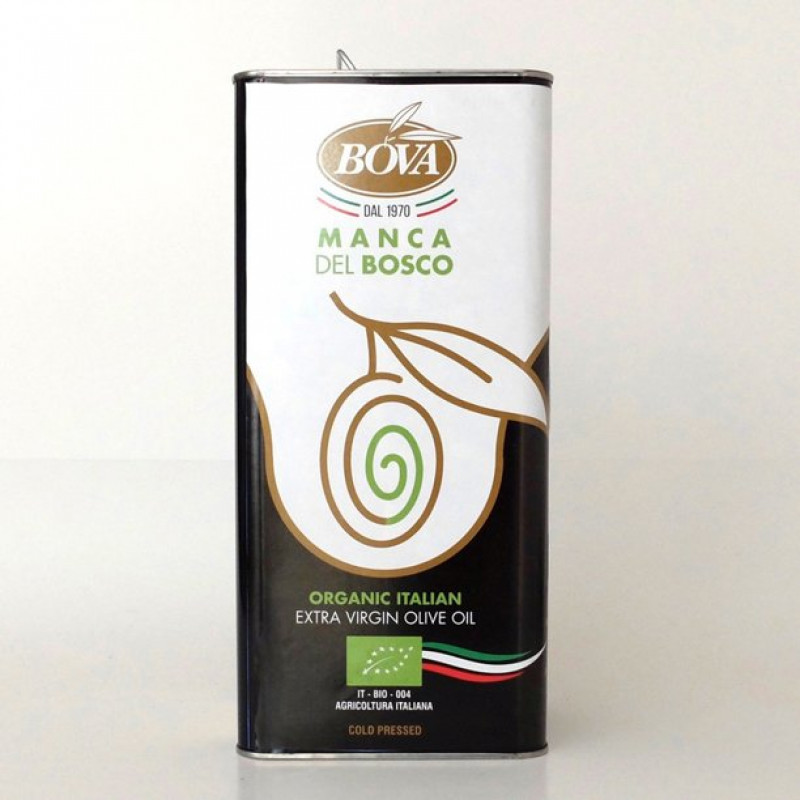 BOVA
DAL 1970
MANCA
DEL BOSCO
ORGANIC ITALIAN
EXTRA VIRGIN OLIVE OIL
IT - BIO - 004
AGRICOLTURA ITALIANA
COLD PRESSED